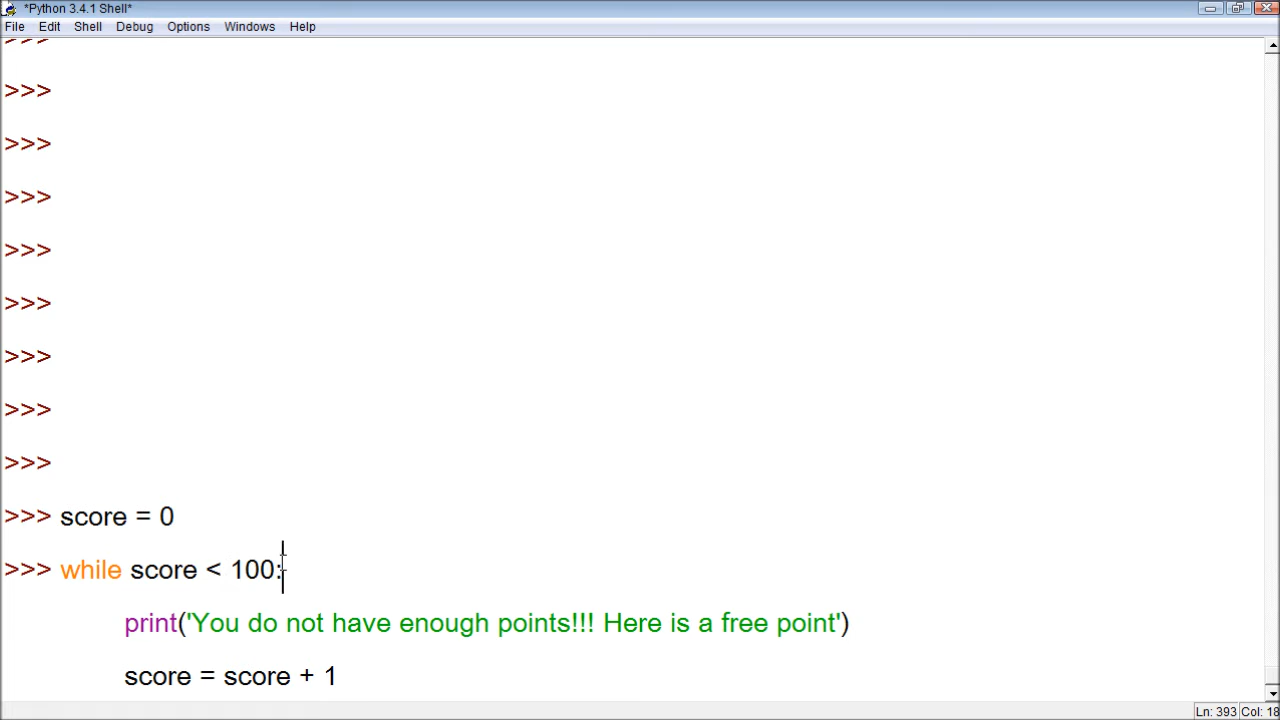 *Python 3.4.1 Shell*
File Edit Shell Debug Options Windows Help
>>>
>>>
>>>
>>>
>>>
>>>
>>>
>>>
>>>
>>> score = 0
>>> while score < 100:
print('You do not have enough points!!! Here is a free point')
score = score + 1
Ln: 393 Col: 18